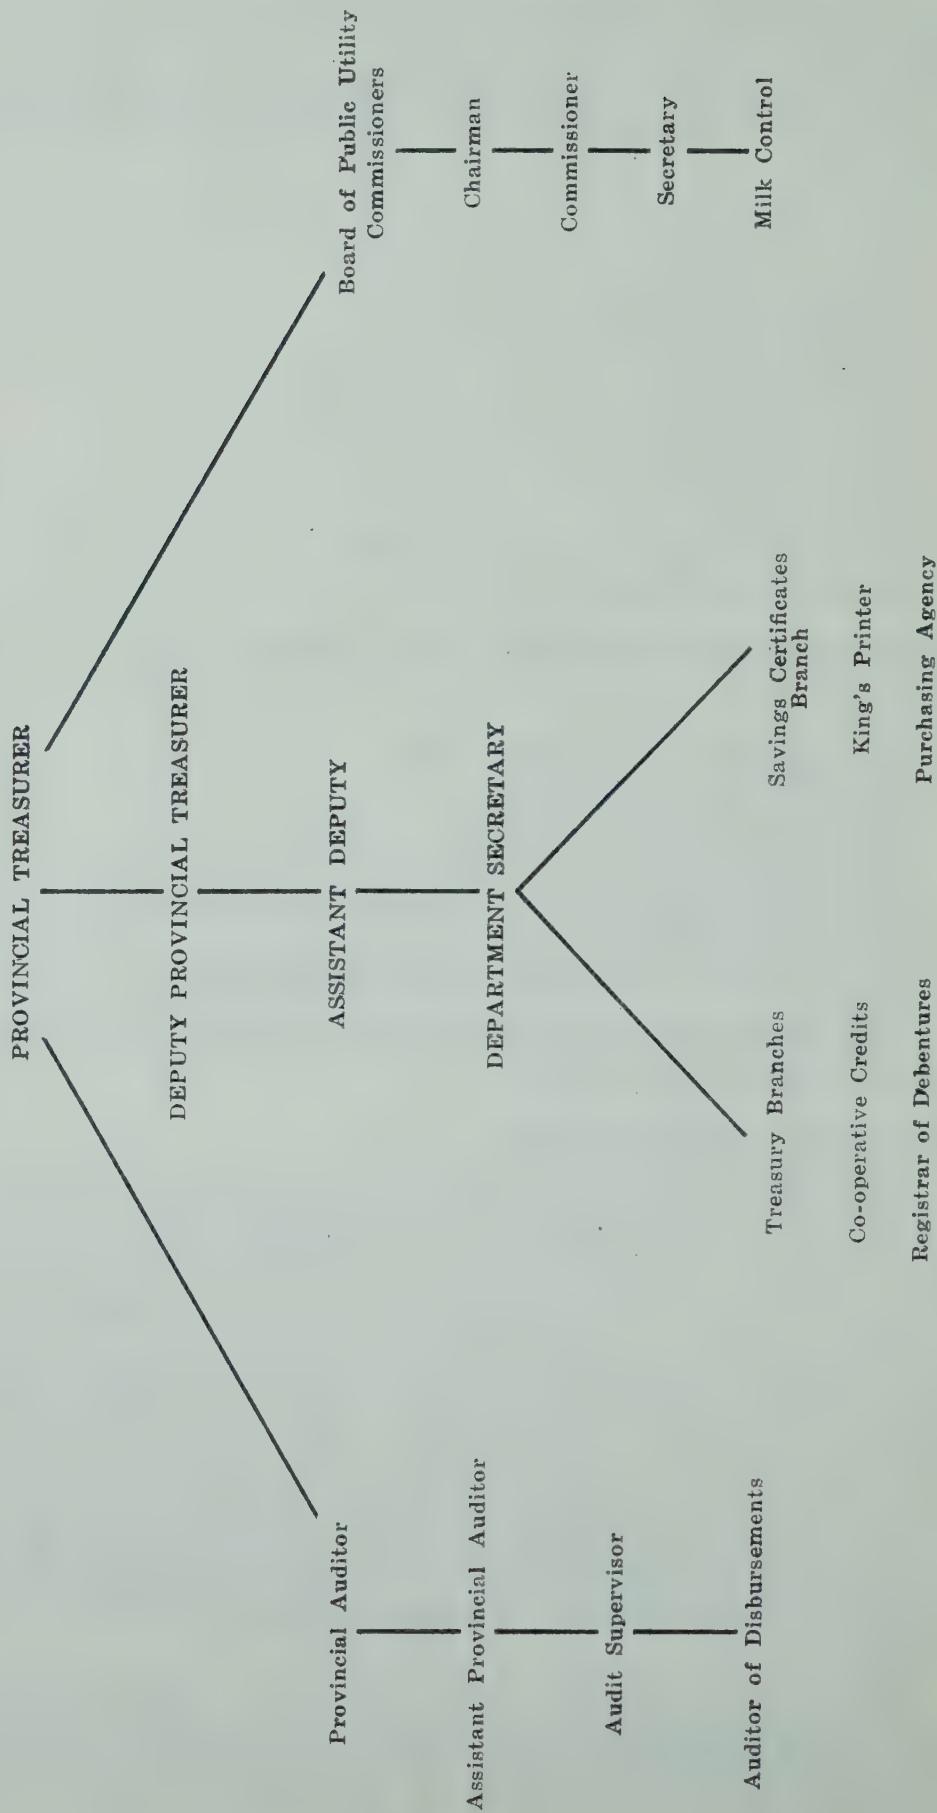 PROVINCIAL TREASURER
DEPUTY PROVINCIAL TREASURER
ASSISTANT DEPUTY
DEPARTMENT SECRETARY
Provincial Auditor
Assistant Provincial Auditor
Audit Supervisor
Auditor of Disbursements
Treasury Branches
Co-operative Credits
Registrar of Debentures
Savings Certificates
Branch
King's Printer
Purchasing Agency
Board of Public Utility
Commissioners
Chairman
Commissioner
Secretary
Milk Control